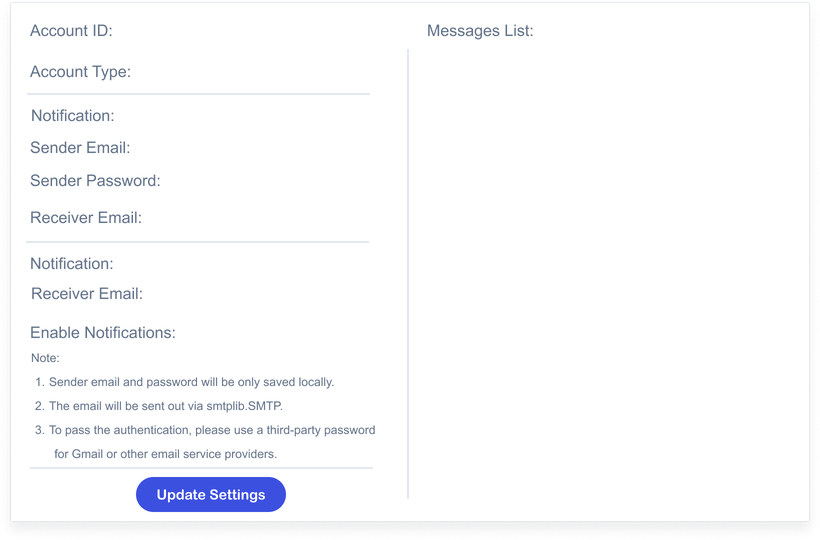 Account ID:
Account Type:
Notification:
Sender Email:
Sender Password:
Receiver Email:
Notification:
Receiver Email:
Enable Notifications:
Note:
1. Sender email and password will be only saved locally.
2. The email will be sent out via smtplib.SMTP.
3. To pass the authentication, please use a third-party password
for Gmail or other email service providers.
Update Settings
Messages List: